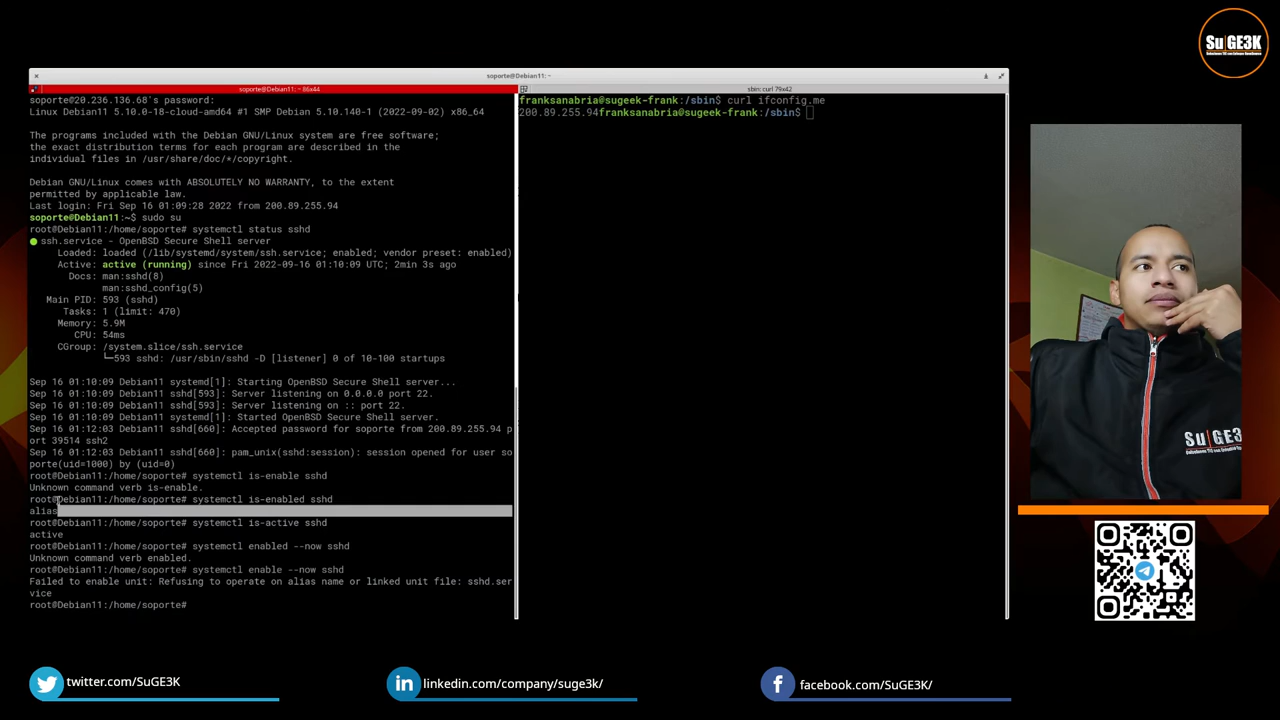 Su GE3K
soporte@Debian11: ~
soporte@Debian11: ~ 86x44
soporte@20.236.136.68's password:
Linux Debian11 5.10.0-18-cloud-amd64 #1 SMP Debian 5.10.140-1 (2022-09-02) x86_64
The programs included with the Debian GNU/Linux system are free software;
the exact distribution terms for each program are described in the
individual files in /usr/share/doc/*/copyright.
Debian GNU/Linux comes with ABSOLUTELY NO WARRANTY, to the extent
permitted by applicable law.
Last login: Fri Sep 16 01:09:28 2022 from 200.89.255.94
soporte@Debian11:~$ sudo su
root@Debian11:/home/soporte# systemctl status sshd
● ssh.service - OpenBSD Secure Shell server
Loaded: loaded (/lib/systemd/system/ssh.service; enabled; vendor preset: enabled)
Active: active (running) since Fri 2022-09-16 01:10:09 UTC; 2min 3s ago
Docs: man:sshd(8)
man:sshd_config(5)
Main PID: 593 (sshd)
Tasks: 1 (limit: 470)
Memory: 5.9M
CPU: 54ms
CGroup: /system.slice/ssh.service
└─593 sshd: /usr/sbin/sshd -D [listener] 0 of 10-100 startups
Sep 16 01:10:09 Debian11 systemd[1]: Starting OpenBSD Secure Shell server...
Sep 16 01:10:09 Debian11 sshd[593]: Server listening on 0.0.0.0 port 22.
Sep 16 01:10:09 Debian11 sshd[593]: Server listening on :: port 22.
Sep 16 01:10:09 Debian11 systemd[1]: Started OpenBSD Secure Shell server.
Sep 16 01:12:03 Debian11 sshd[660]: Accepted password for soporte from 200.89.255.94 p
ort 39514 ssh2
Sep 16 01:12:03 Debian11 sshd[660]: pam_unix(sshd:session): session opened for user so
porte(uid=1000) by (uid=0)
root@Debian11:/home/soporte# systemctl is-enable sshd
Unknown command verb is-enable.
root@Debian11:/home/soporte# systemctl is-enabled sshd
alias
root@Debian11:/home/soporte# systemctl is-active sshd
active
root@Debian11:/home/soporte# systemctl enabled --now sshd
Unknown command verb enabled.
root@Debian11:/home/soporte# systemctl enable --now sshd
Failed to enable unit: Refusing to operate on alias name or linked unit file: sshd.ser
vice
root@Debian11:/home/soporte#
sbin: curl 79x42
franksanabria@sugeek-frank:/sbin$ curl ifconfig.me
200.89.255.94franksanabria@sugeek-frank:/sbin$
Su GE3K
twitter.com/SuGE3K
linkedin.com/company/suge3k/
facebook.com/SuGE3K/